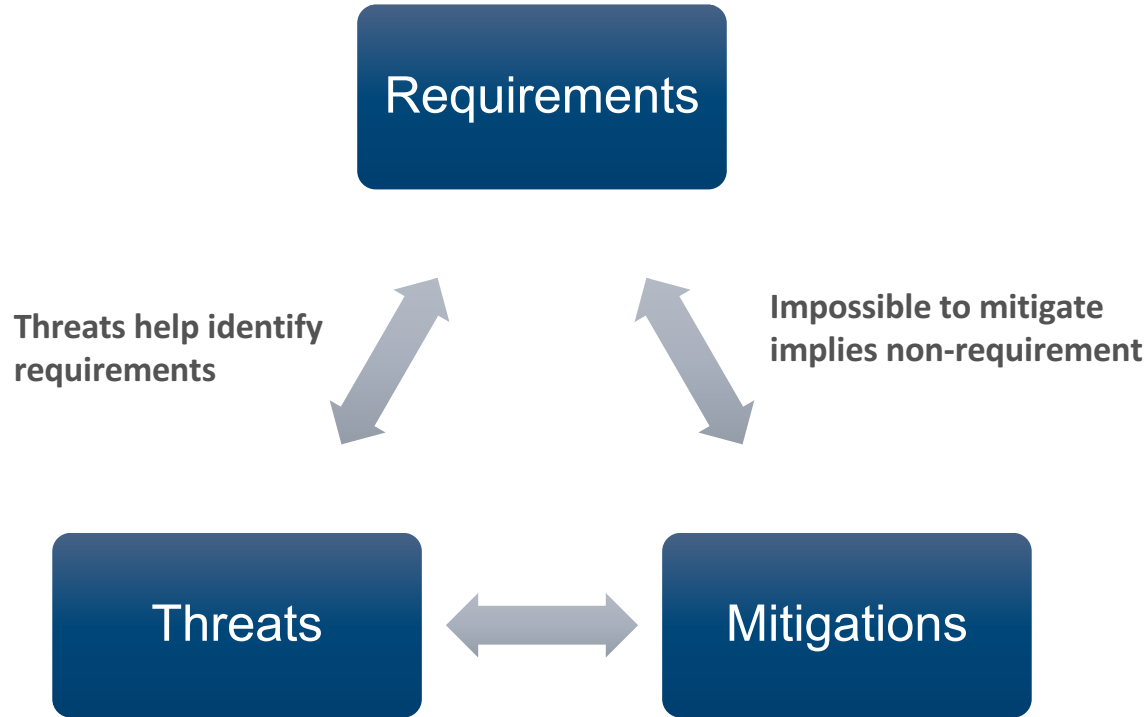 Requirements
Threats help identify
requirements
Impossible to mitigate
implies non-requirement
Threats
Mitigations